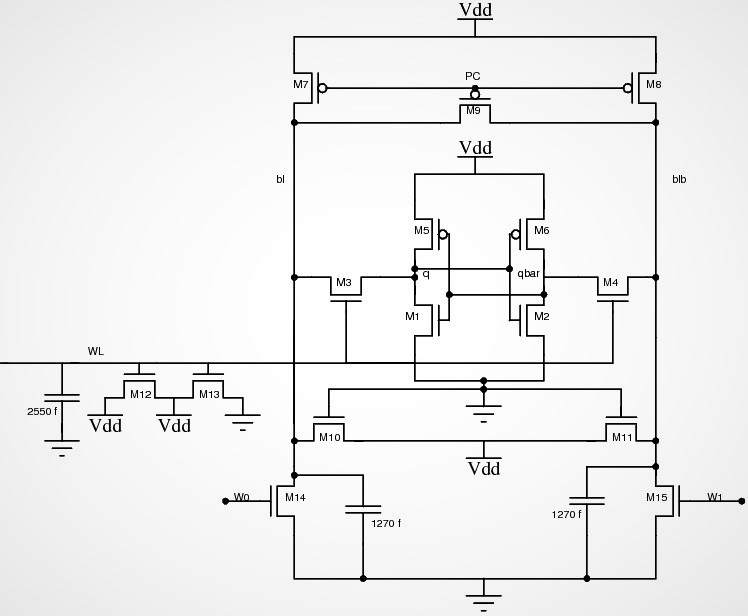 Vdd
PC
M7
M8
M9
Vdd
bl
blb
M5
M6
q
qbar
M3
M4
M1
M2
WL
M12
M13
2550 f
Vdd
Vdd
M10
M11
Vdd
W0
M14
M15
W1
1270 f
1270 f